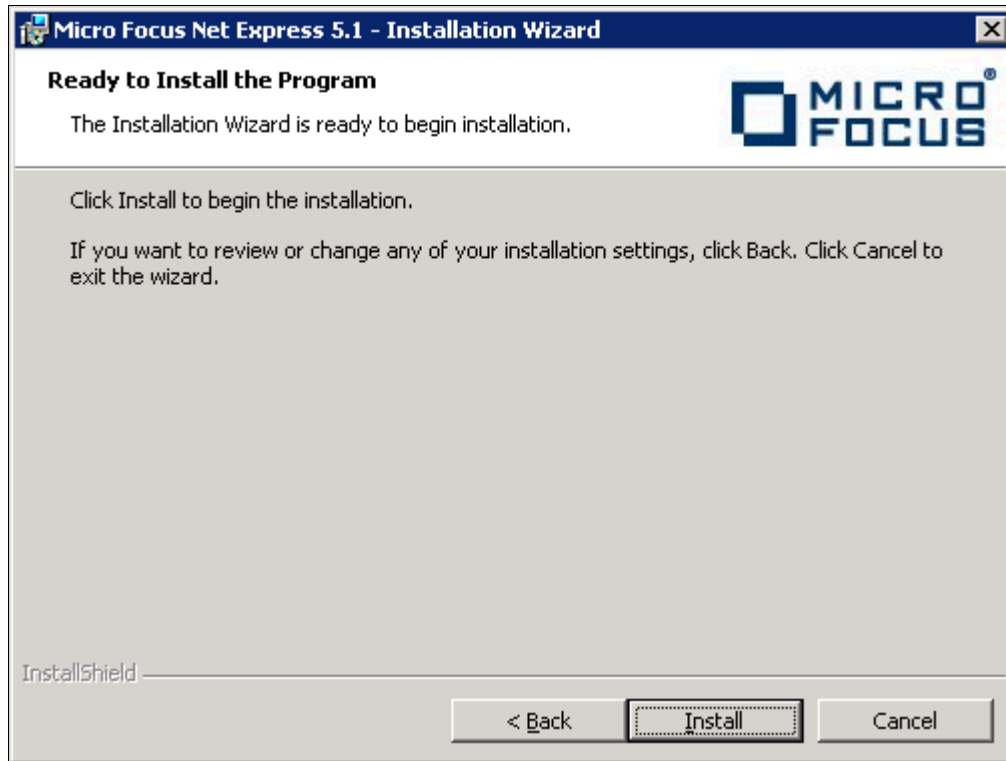 Micro Focus Net Express 5.1 - Installation Wizard
Ready to Install the Program
The Installation Wizard is ready to begin installation.
MICRO
FOCUS
®
Click Install to begin the installation.
If you want to review or change any of your installation settings, click Back. Click Cancel to
exit the wizard.
InstallShield
< Back
Install
Cancel